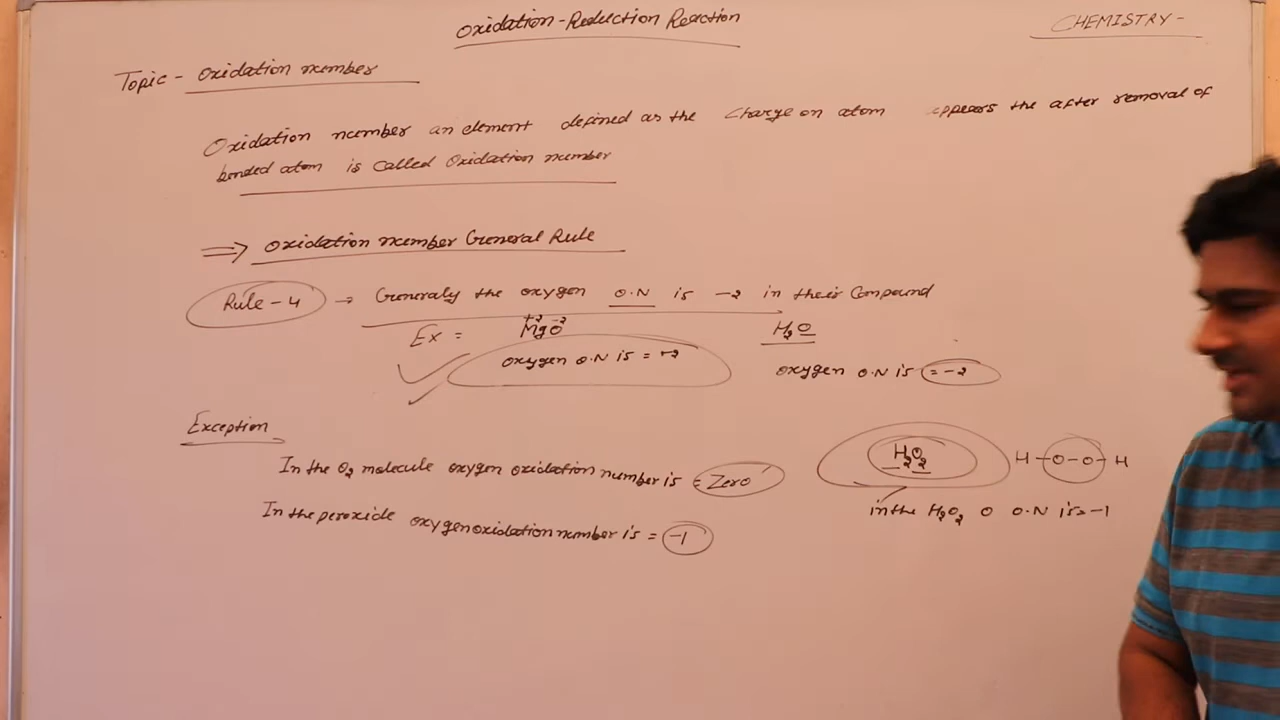 Oxidation-Reduction Reaction
CHEMISTRY-
Topic - Oxidation number
Oxidation number an element defined as the Charge on atom appears the after removal of
bonded atom is called Oxidation number
⇒ Oxidation number General Rule
Rule-4 → Generaly the oxygen O.N is -2 in their Compound
Ex = Mg⁺²O⁻² H₂O
oxygen O.N is = -2 oxygen O.N is = -2
Exception
In the O₂ molecule oxygen oxidation number is = Zero
H₂O₂ H-O-O-H
In the peroxide oxygen oxidation number is = -1
in the H₂O₂ O O.N is = -1